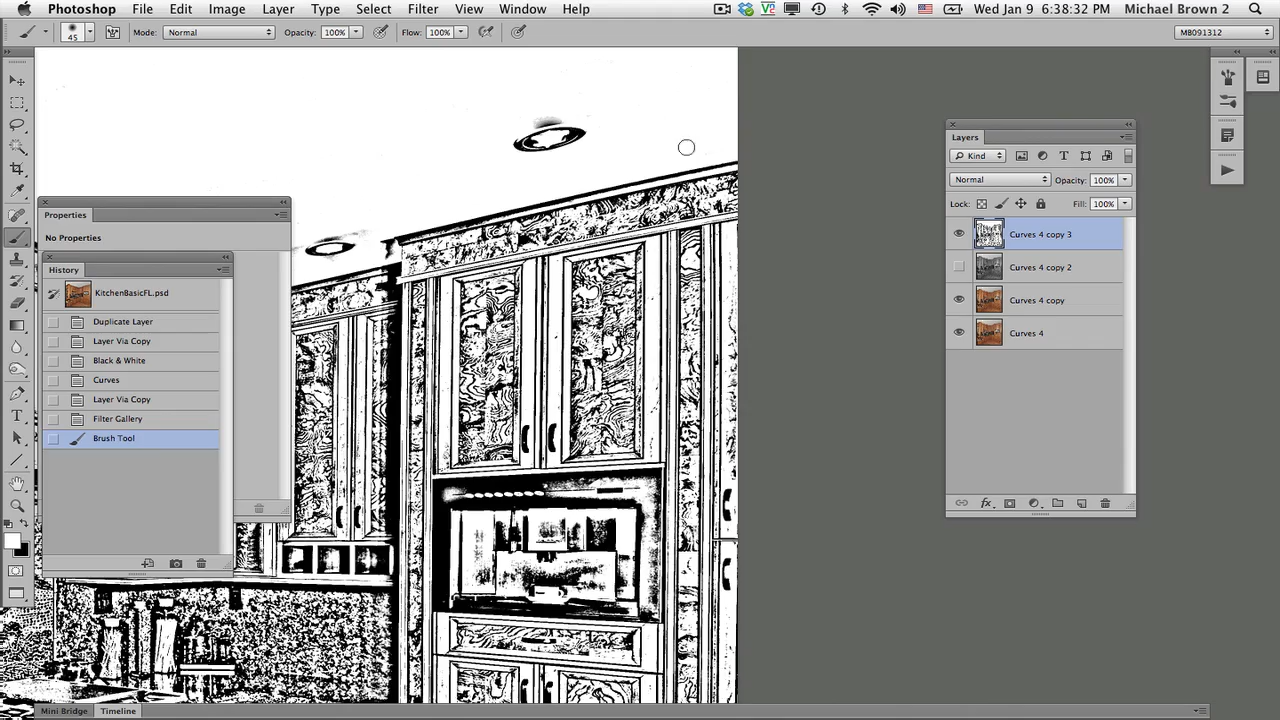 Photoshop File Edit Image Layer Type Select Filter View Window Help Wed Jan 9 6:38:32 PM Michael Brown 2
45 Mode: Normal Opacity: 100% Flow: 100% MB091312
Properties
No Properties
History
KitchenBasicFL.psd
Duplicate Layer
Layer Via Copy
Black & White
Curves
Layer Via Copy
Filter Gallery
Brush Tool
Layers
Kind
Normal Opacity: 100%
Lock: Fill: 100%
Curves 4 copy 3
Curves 4 copy 2
Curves 4 copy
Curves 4
fx
Mini Bridge Timeline